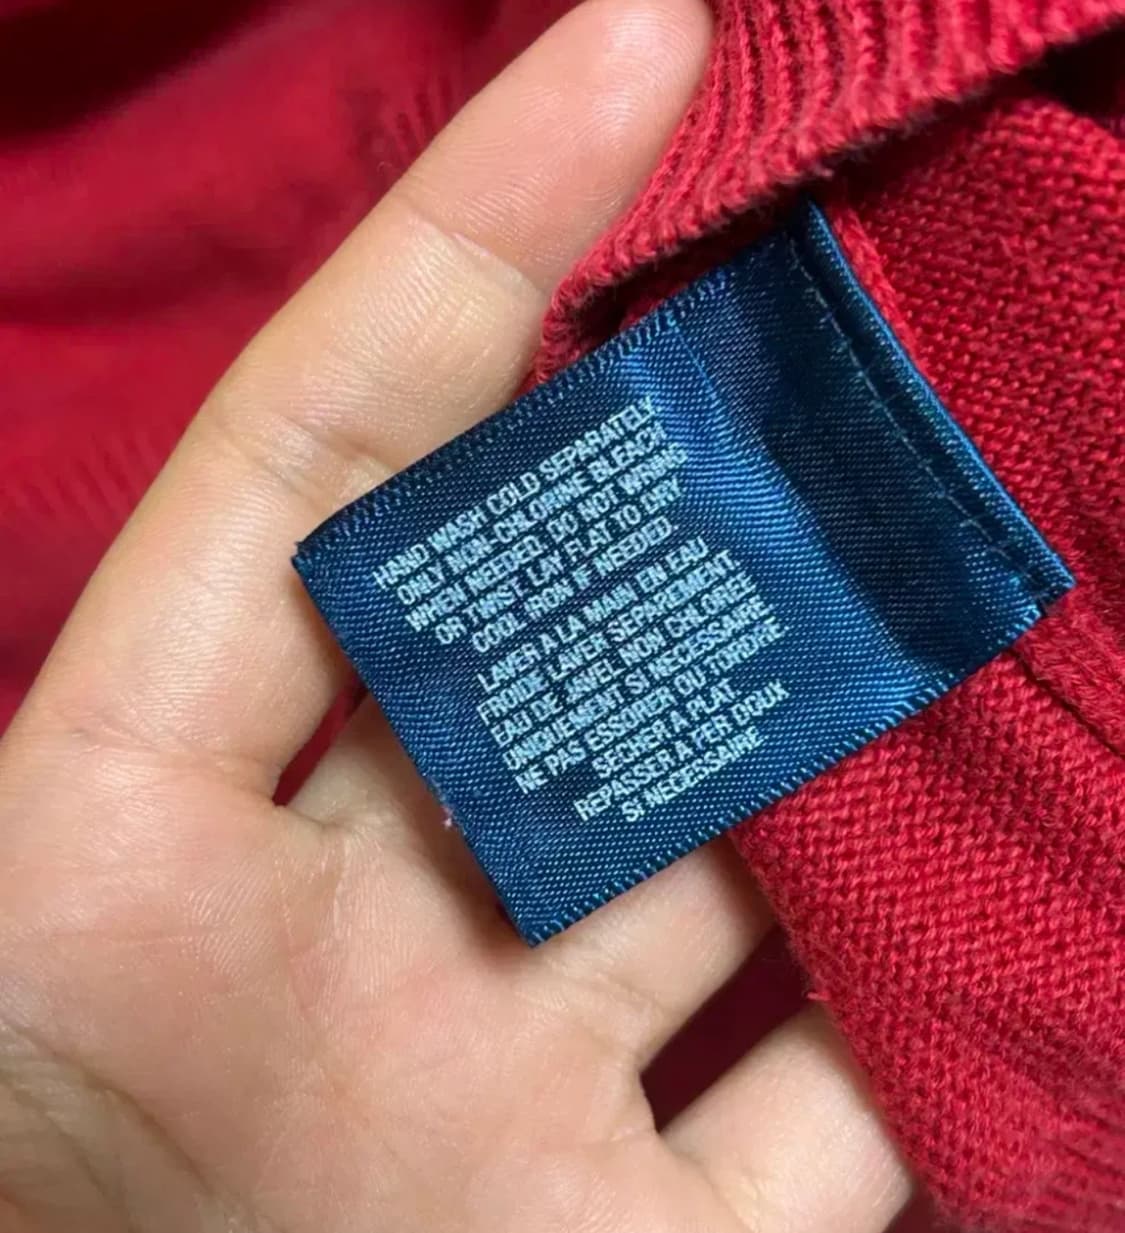 HAND WASH COLD SEPARATELY.
ONLY NON-CHLORINE BLEACH
WHEN NEEDED. DO NOT WRING
OR TWIST. LAY FLAT TO DRY
COOL IRON IF NEEDED.
LAVER A LA MAIN EN EAU
FROIDE LAVER SEPAREMENT
EAU DE JAVEL NON CHLOREE
UNIQUEMENT SI NECESSAIRE
NE PAS ESSORER OU TORDRE
SECHER A PLAT
REPASSER A FER DOUX
SI NECESSAIRE